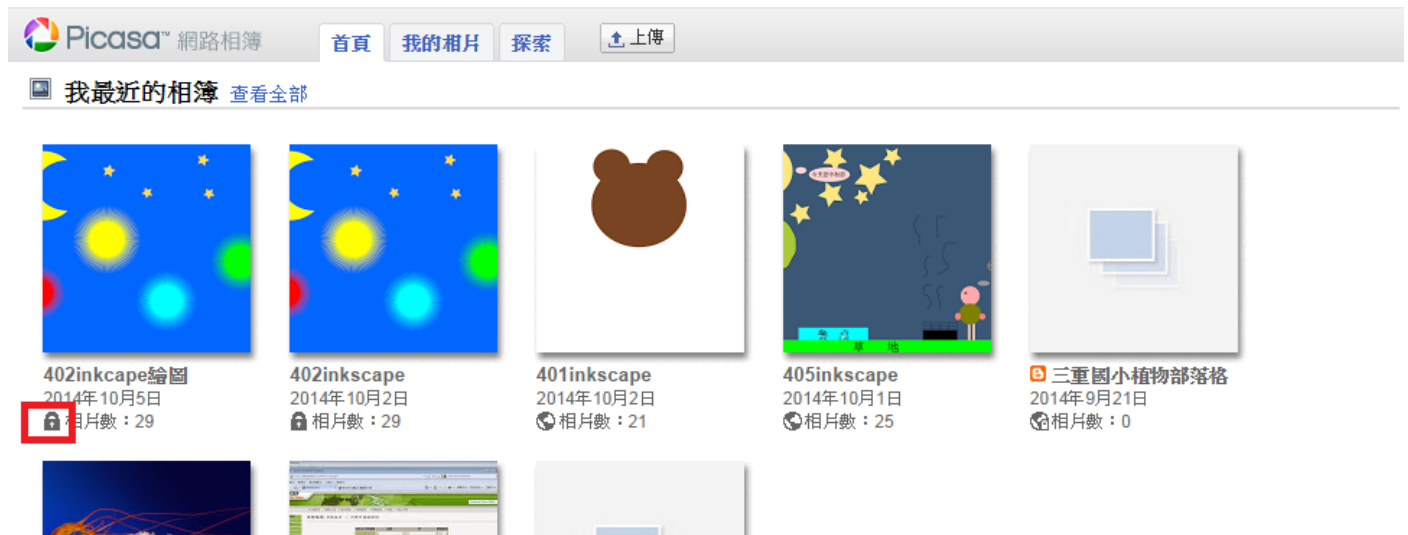 Picasa™ 網路相簿 首頁 我的相片 探索 上傳
我最近的相簿 查看全部
今天是中秋節
草 地
402inkcape繪圖 402inkscape 401inkscape 405inkscape 三重國小植物部落格
2014年10月5日 2014年10月2日 2014年10月2日 2014年10月1日 2014年9月21日
相片數：29 相片數：29 相片數：21 相片數：25 相片數：0